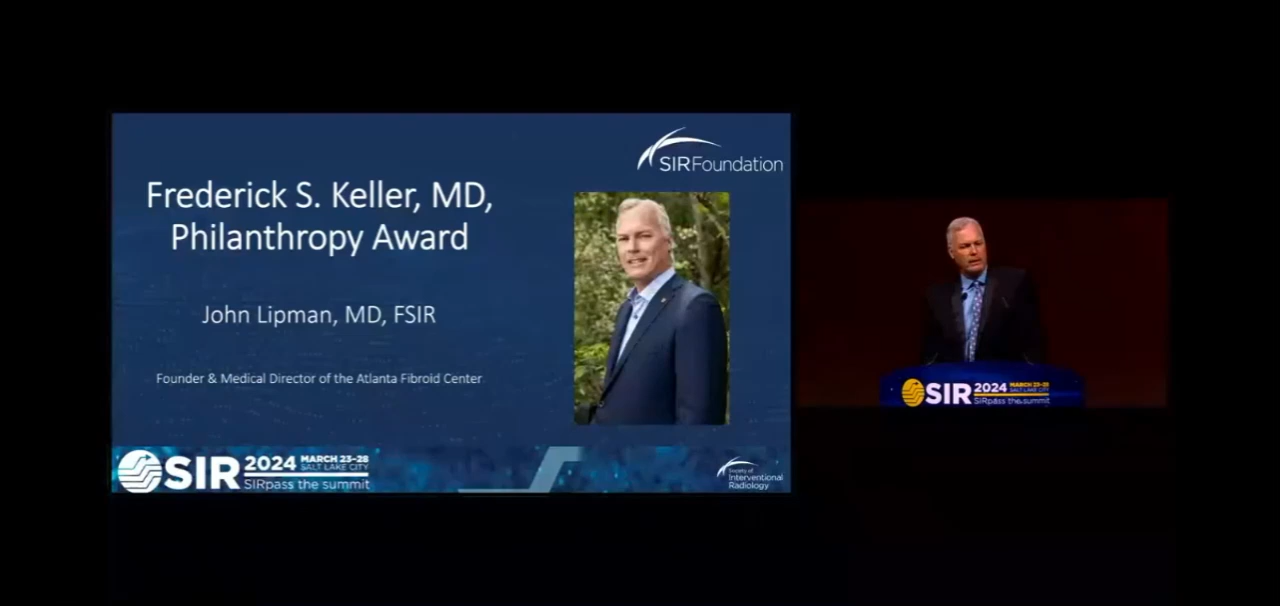 SIRFoundation
Frederick S. Keller, MD,
Philanthropy Award
John Lipman, MD, FSIR
Founder & Medical Director of the Atlanta Fibroid Center
SIR 2024 MARCH 23–28
SALT LAKE CITY
SIRpass the summit
Society of
Interventional
Radiology
SIR 2024 MARCH 23–28
SALT LAKE CITY
SIRpass the summit